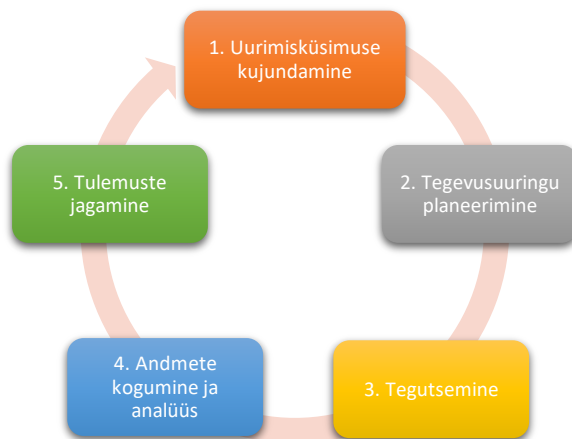 1. Uurimisküsimuse
kujundamine
2. Tegevusuuringu
planeerimine
3. Tegutsemine
4. Andmete
kogumine ja
analüüs
5. Tulemuste
jagamine